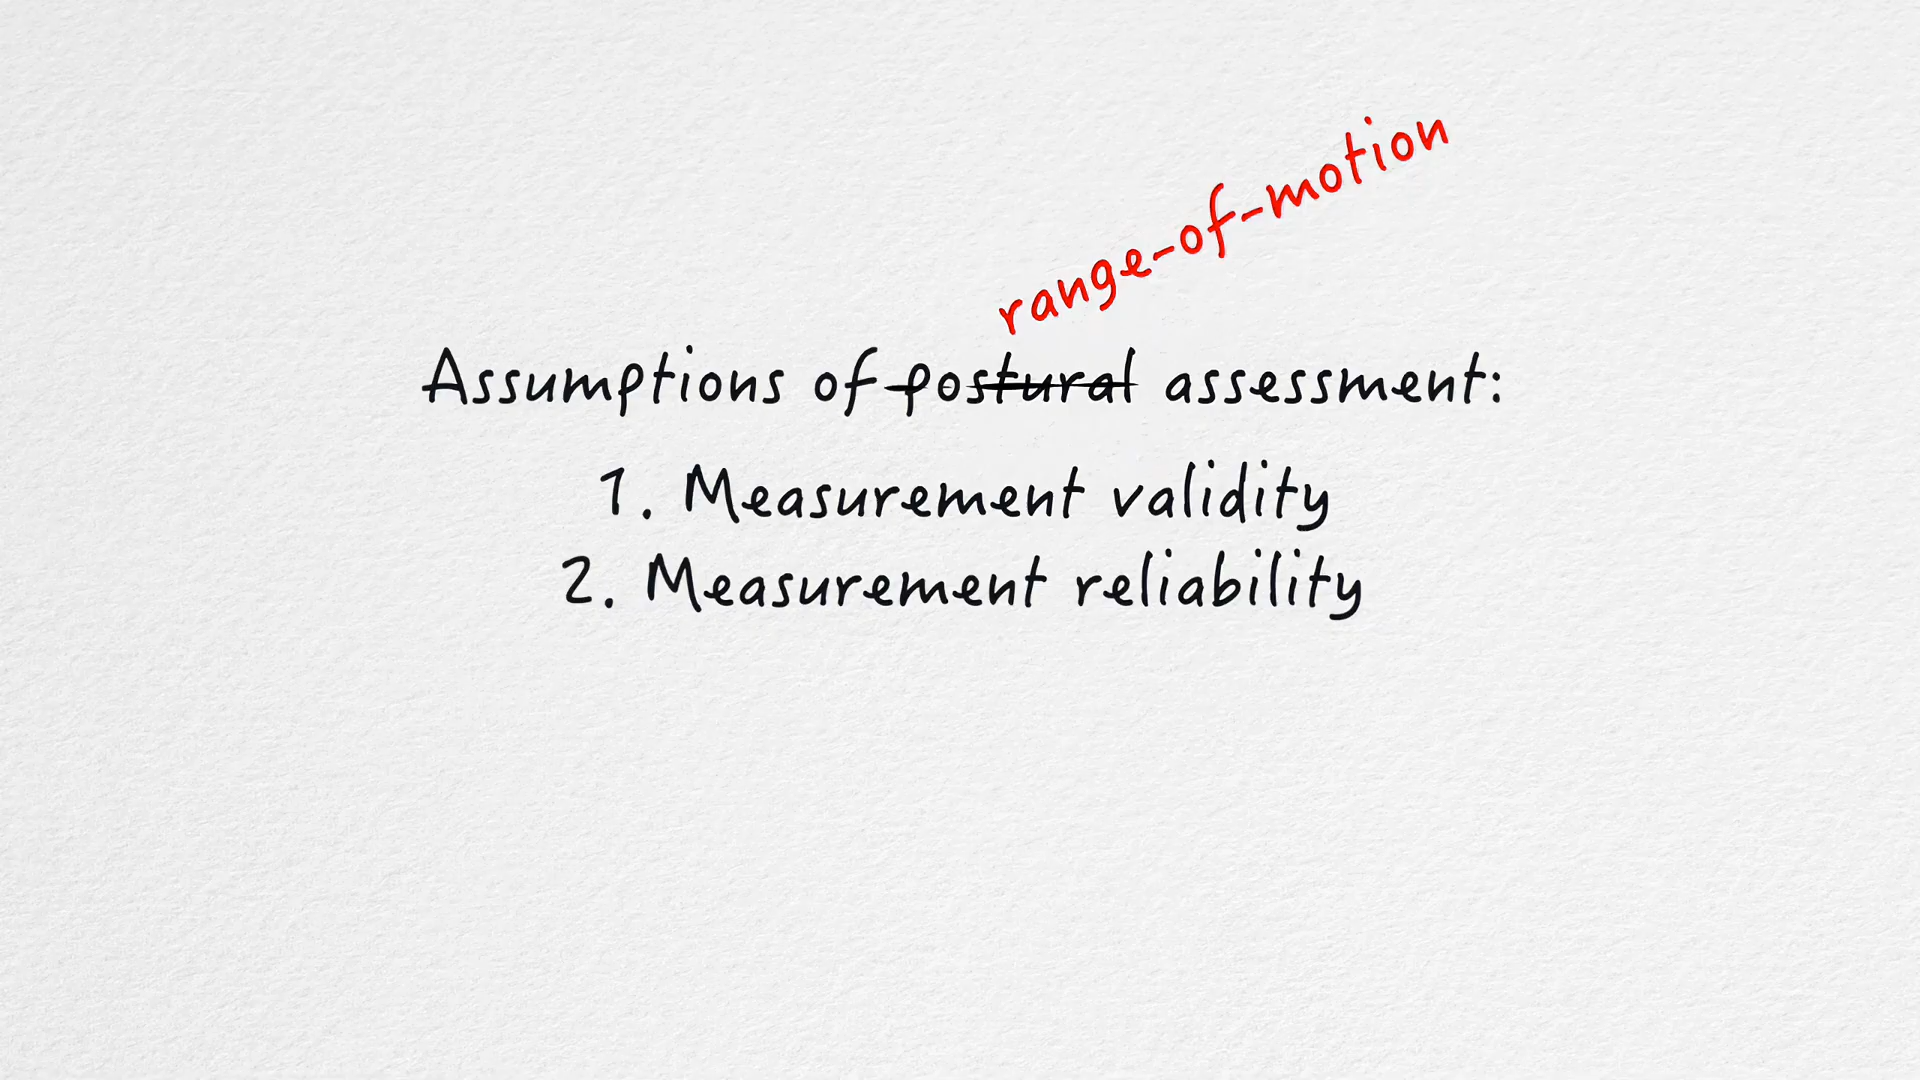 range-of-motion
Assumptions of postural assessment:
1. Measurement validity
2. Measurement reliability